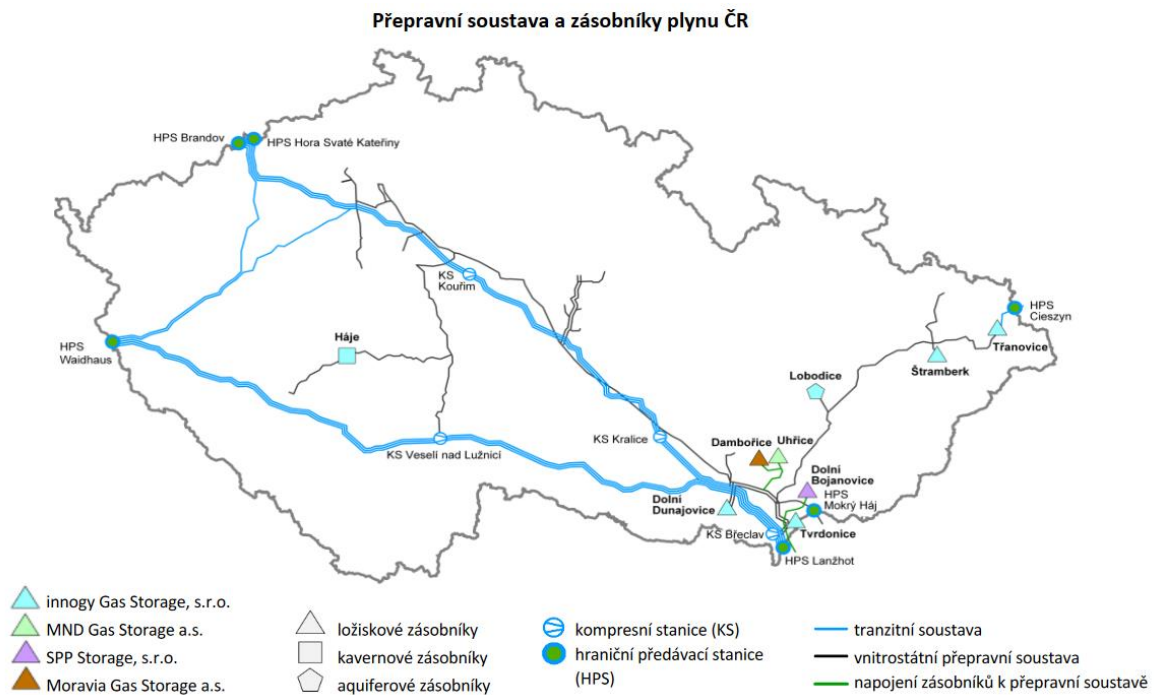 Přepravní soustava a zásobníky plynu ČR
HPS Brandov
HPS Hora Svaté Kateřiny
KS
Kouřim
HPS
Cieszyn
HPS
Waidhaus
Háje
Třanovice
Štramberk
Lobodice
KS Kralice
KS Veselí nad Lužnicí
Dambořice
Uhřice
Dolní
Bojanovice
HPS
Mokrý Háj
Dolní
Dunajovice
KS Břeclav
Tvrdonice
HPS Lanžhot
innogy Gas Storage, s.r.o.
MND Gas Storage a.s.
SPP Storage, s.r.o.
Moravia Gas Storage a.s.
ložiskové zásobníky
kavernové zásobníky
aquiferové zásobníky
kompresní stanice (KS)
hraniční předávací stanice
(HPS)
tranzitní soustava
vnitrostátní přepravní soustava
napojení zásobníků k přepravní soustavě